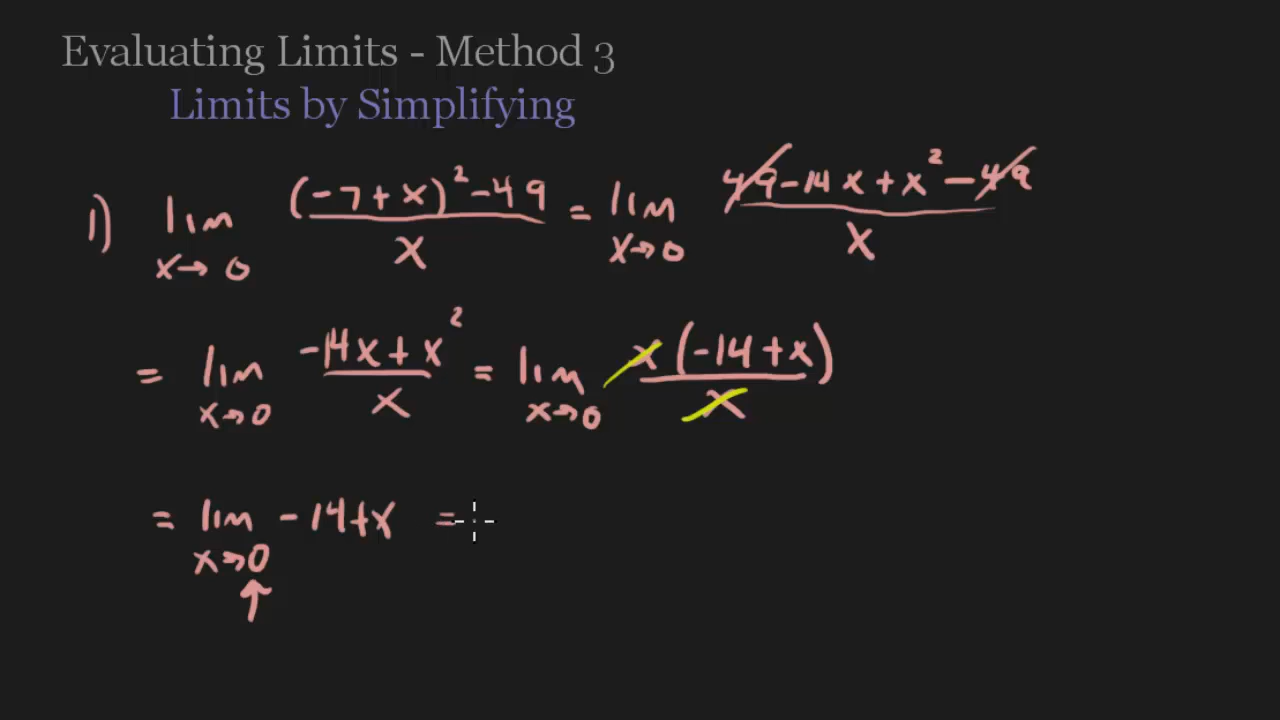 Evaluating Limits - Method 3
Limits by Simplifying
1) lim x→0 ((-7+x)² -49)/x = lim x→0 (49-14x+x²-49)/x
= lim x→0 (-14x+x²)/x = lim x→0 x(-14+x)/x
= lim x→0 -14+x =
↑